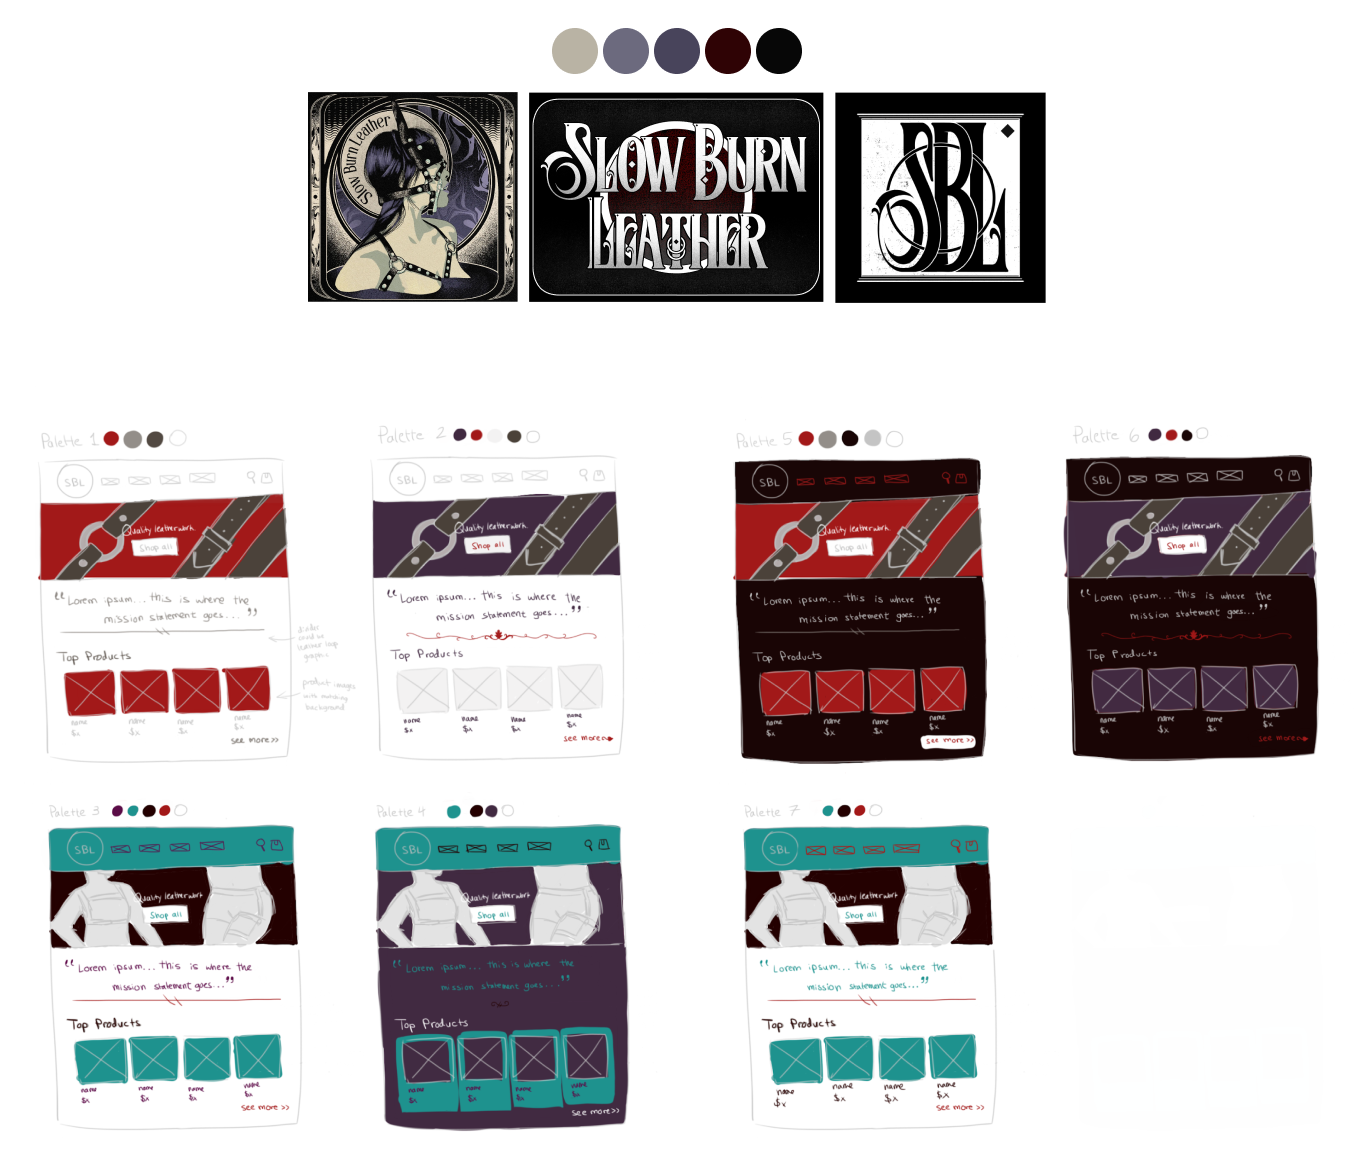 Slow Burn Leather
SLOW BURN
LEATHER
SBL
Palette 1
SBL
Quality leatherwork
Shop all
“Lorem ipsum... this is where the
mission statement goes...”
Top Products
name
$x
name
$x
name
$x
name
$x
see more >>
divider
could be
leather loop
graphic
product images
with matching
background
Palette 2
SBL
Quality leatherwork
Shop all
“Lorem ipsum... this is where the
mission statement goes...”
Top Products
name
$x
name
$x
name
$x
name
$x
see more
Palette 5
SBL
Quality leatherwork
Shop all
“Lorem ipsum... this is where the
mission statement goes...”
Top Products
name
$x
name
$x
name
$x
name
$x
see more >>
Palette 6
SBL
Quality leatherwork
Shop all
“Lorem ipsum... this is where the
mission statement goes...”
Top Products
name
$x
name
$x
name
$x
name
$x
see more
Palette 3
SBL
Quality leatherwork
Shop all
“Lorem ipsum... this is where the
mission statement goes...”
Top Products
name
$x
name
$x
name
$x
name
$x
see more >>
Palette 4
SBL
Quality leatherwork
Shop all
“Lorem ipsum... this is where the
mission statement goes...”
Top Products
name
$x
name
$x
name
$x
name
$x
see more >>
Palette 7
SBL
Quality leatherwork
Shop all
“Lorem ipsum... this is where the
mission statement goes...”
Top Products
name
$x
name
$x
name
$x
name
$x
see more >>